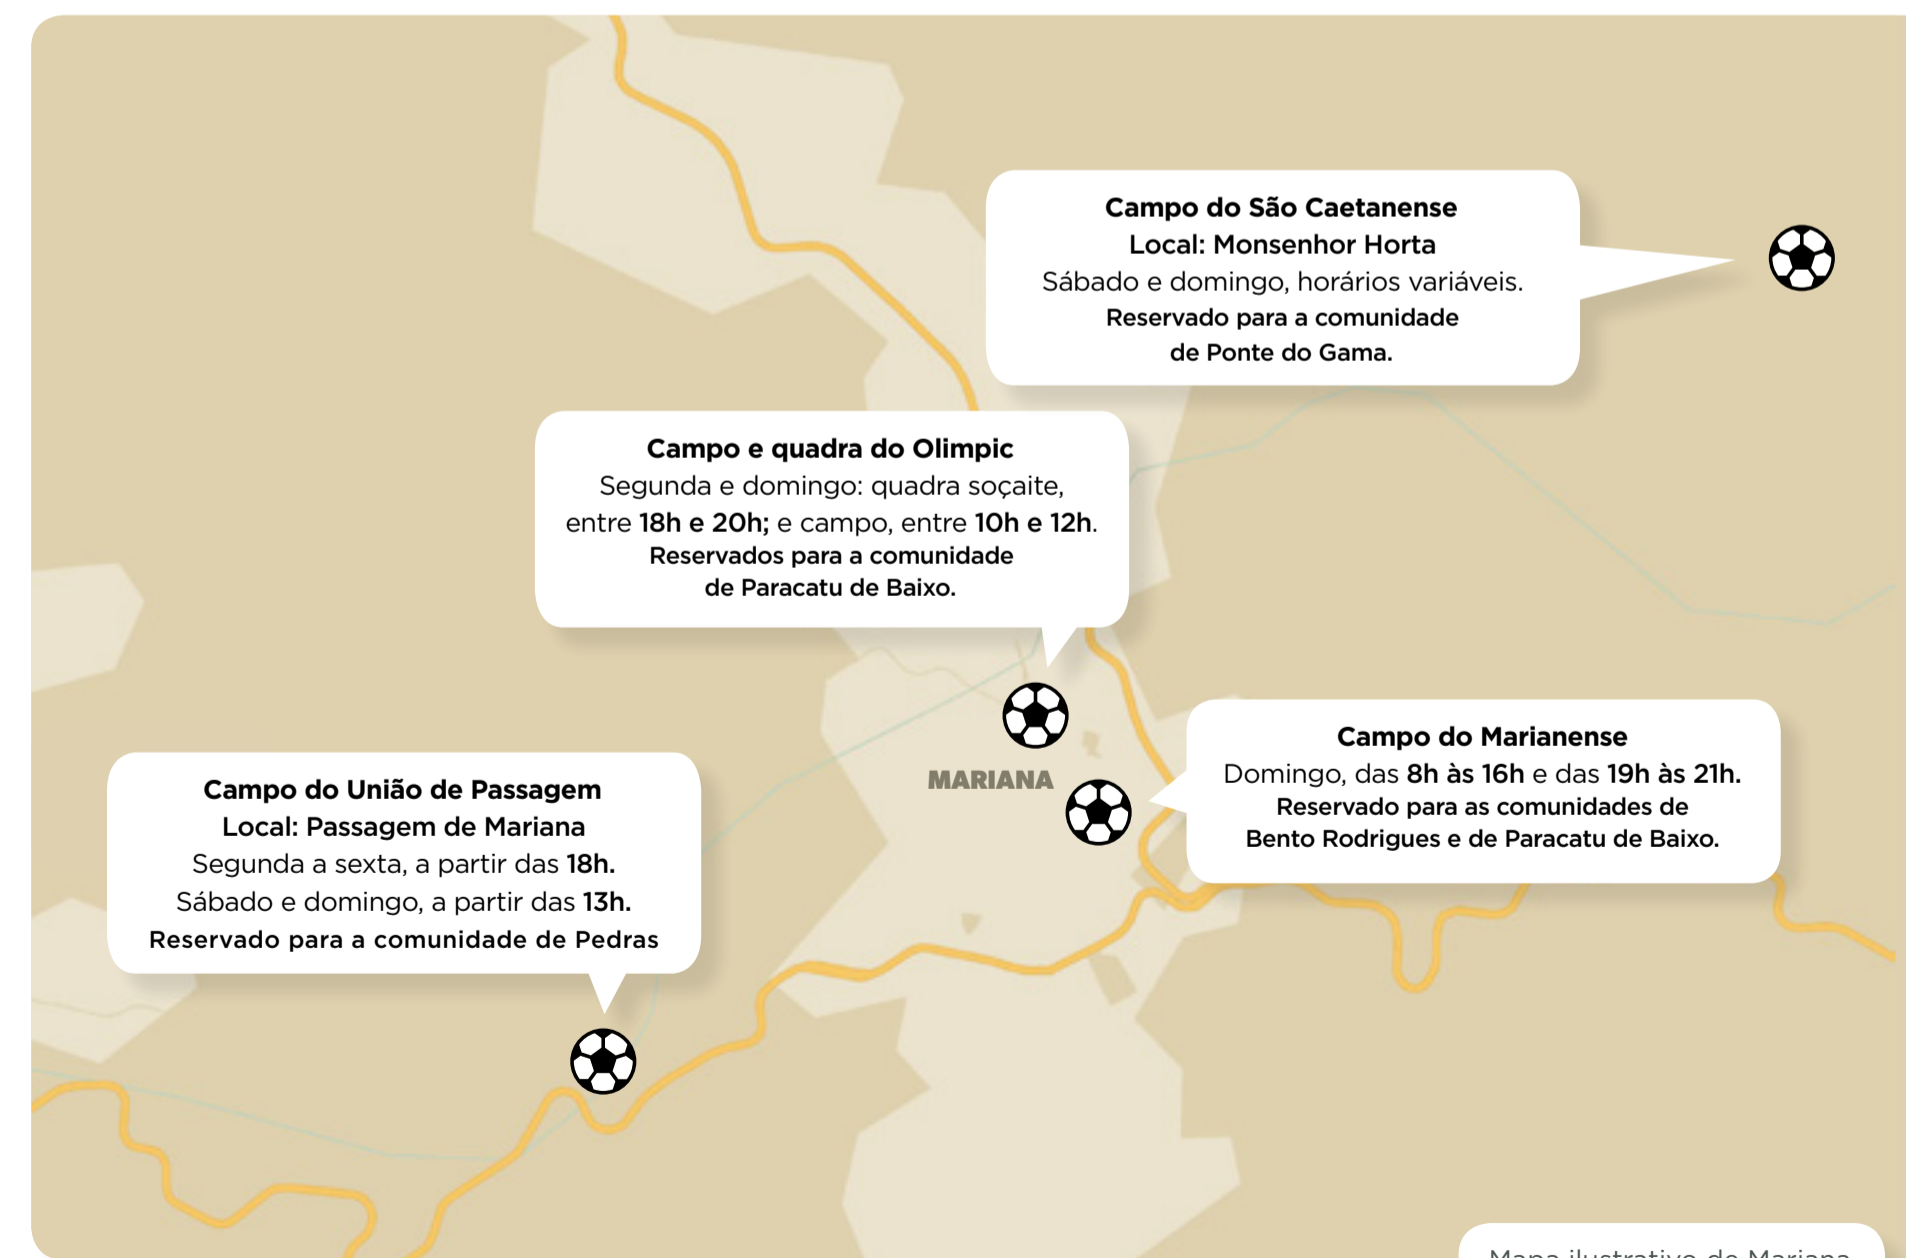 Campo do São Caetanense
Local: Monsenhor Horta
Sábado e domingo, horários variáveis.
Reservado para a comunidade
de Ponte do Gama.
Campo e quadra do Olimpic
Segunda e domingo: quadra soçaite,
entre 18h e 20h; e campo, entre 10h e 12h.
Reservados para a comunidade
de Paracatu de Baixo.
Campo do Marianense
Domingo, das 8h às 16h e das 19h às 21h.
Reservado para as comunidades de
Bento Rodrigues e de Paracatu de Baixo.
MARIANA
Campo do União de Passagem
Local: Passagem de Mariana
Segunda a sexta, a partir das 18h.
Sábado e domingo, a partir das 13h.
Reservado para a comunidade de Pedras
Mapa ilustrativo de Mariana